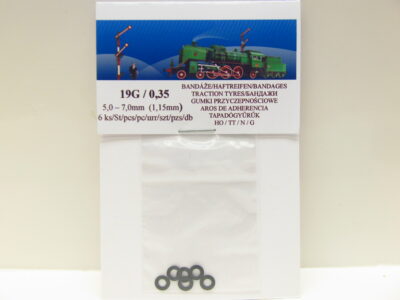 19G / 0,35
5,0 – 7,0mm (1,15mm)
6 ks/St/pcs/pc/шт/szt/pzs/db
BANDÁŽE/HAFTREIFEN/BANDAGES
TRACTION TYRES/БАНДАЖИ
GUMKI PRZYCZEPNOŚCIOWE
AROS DE ADHERENCIA
TAPADÓGYŰRŰK
HO / TT / N / G